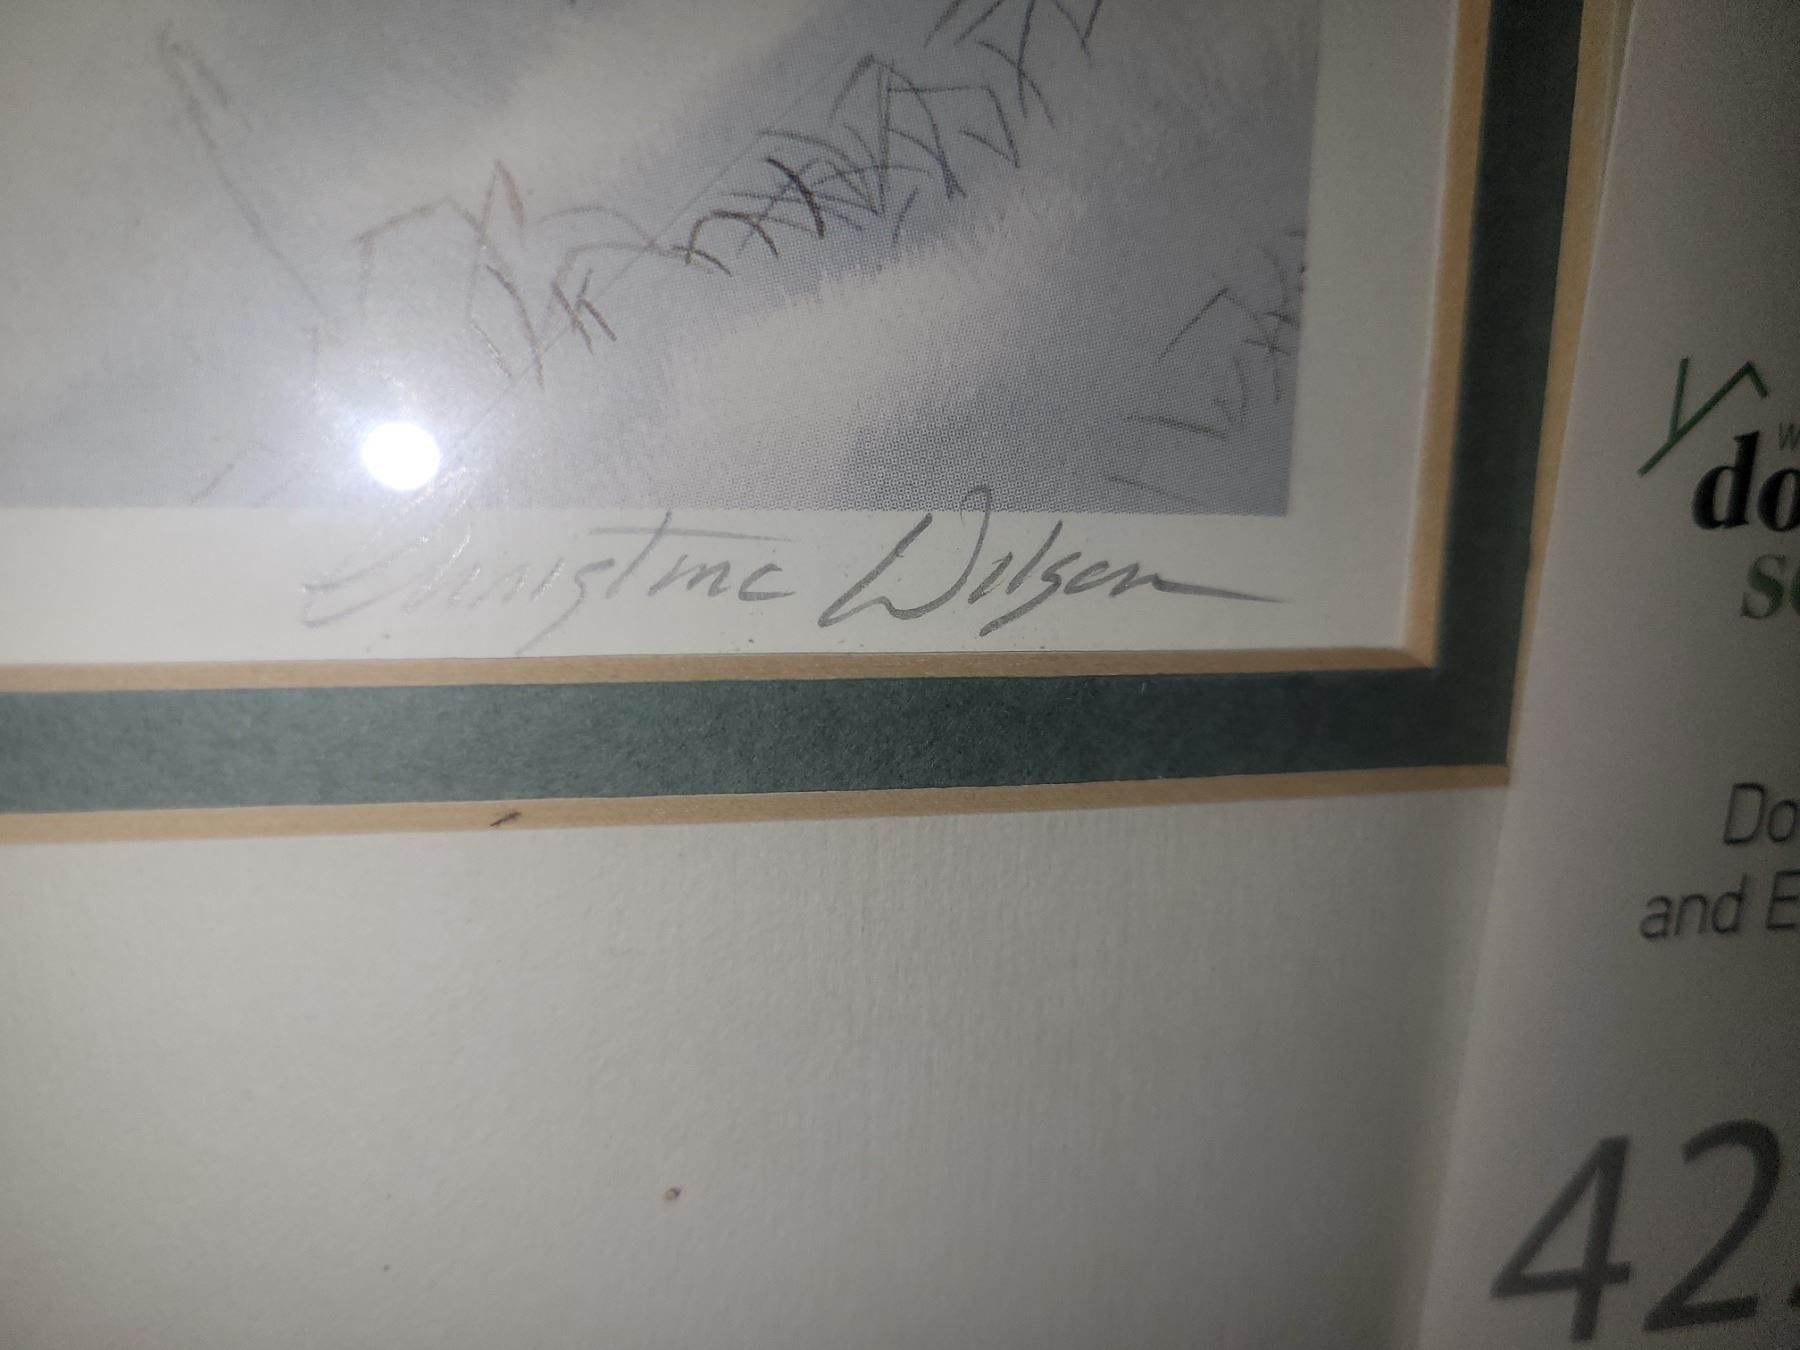 Christine Wilson
W
do
Do
and E
42